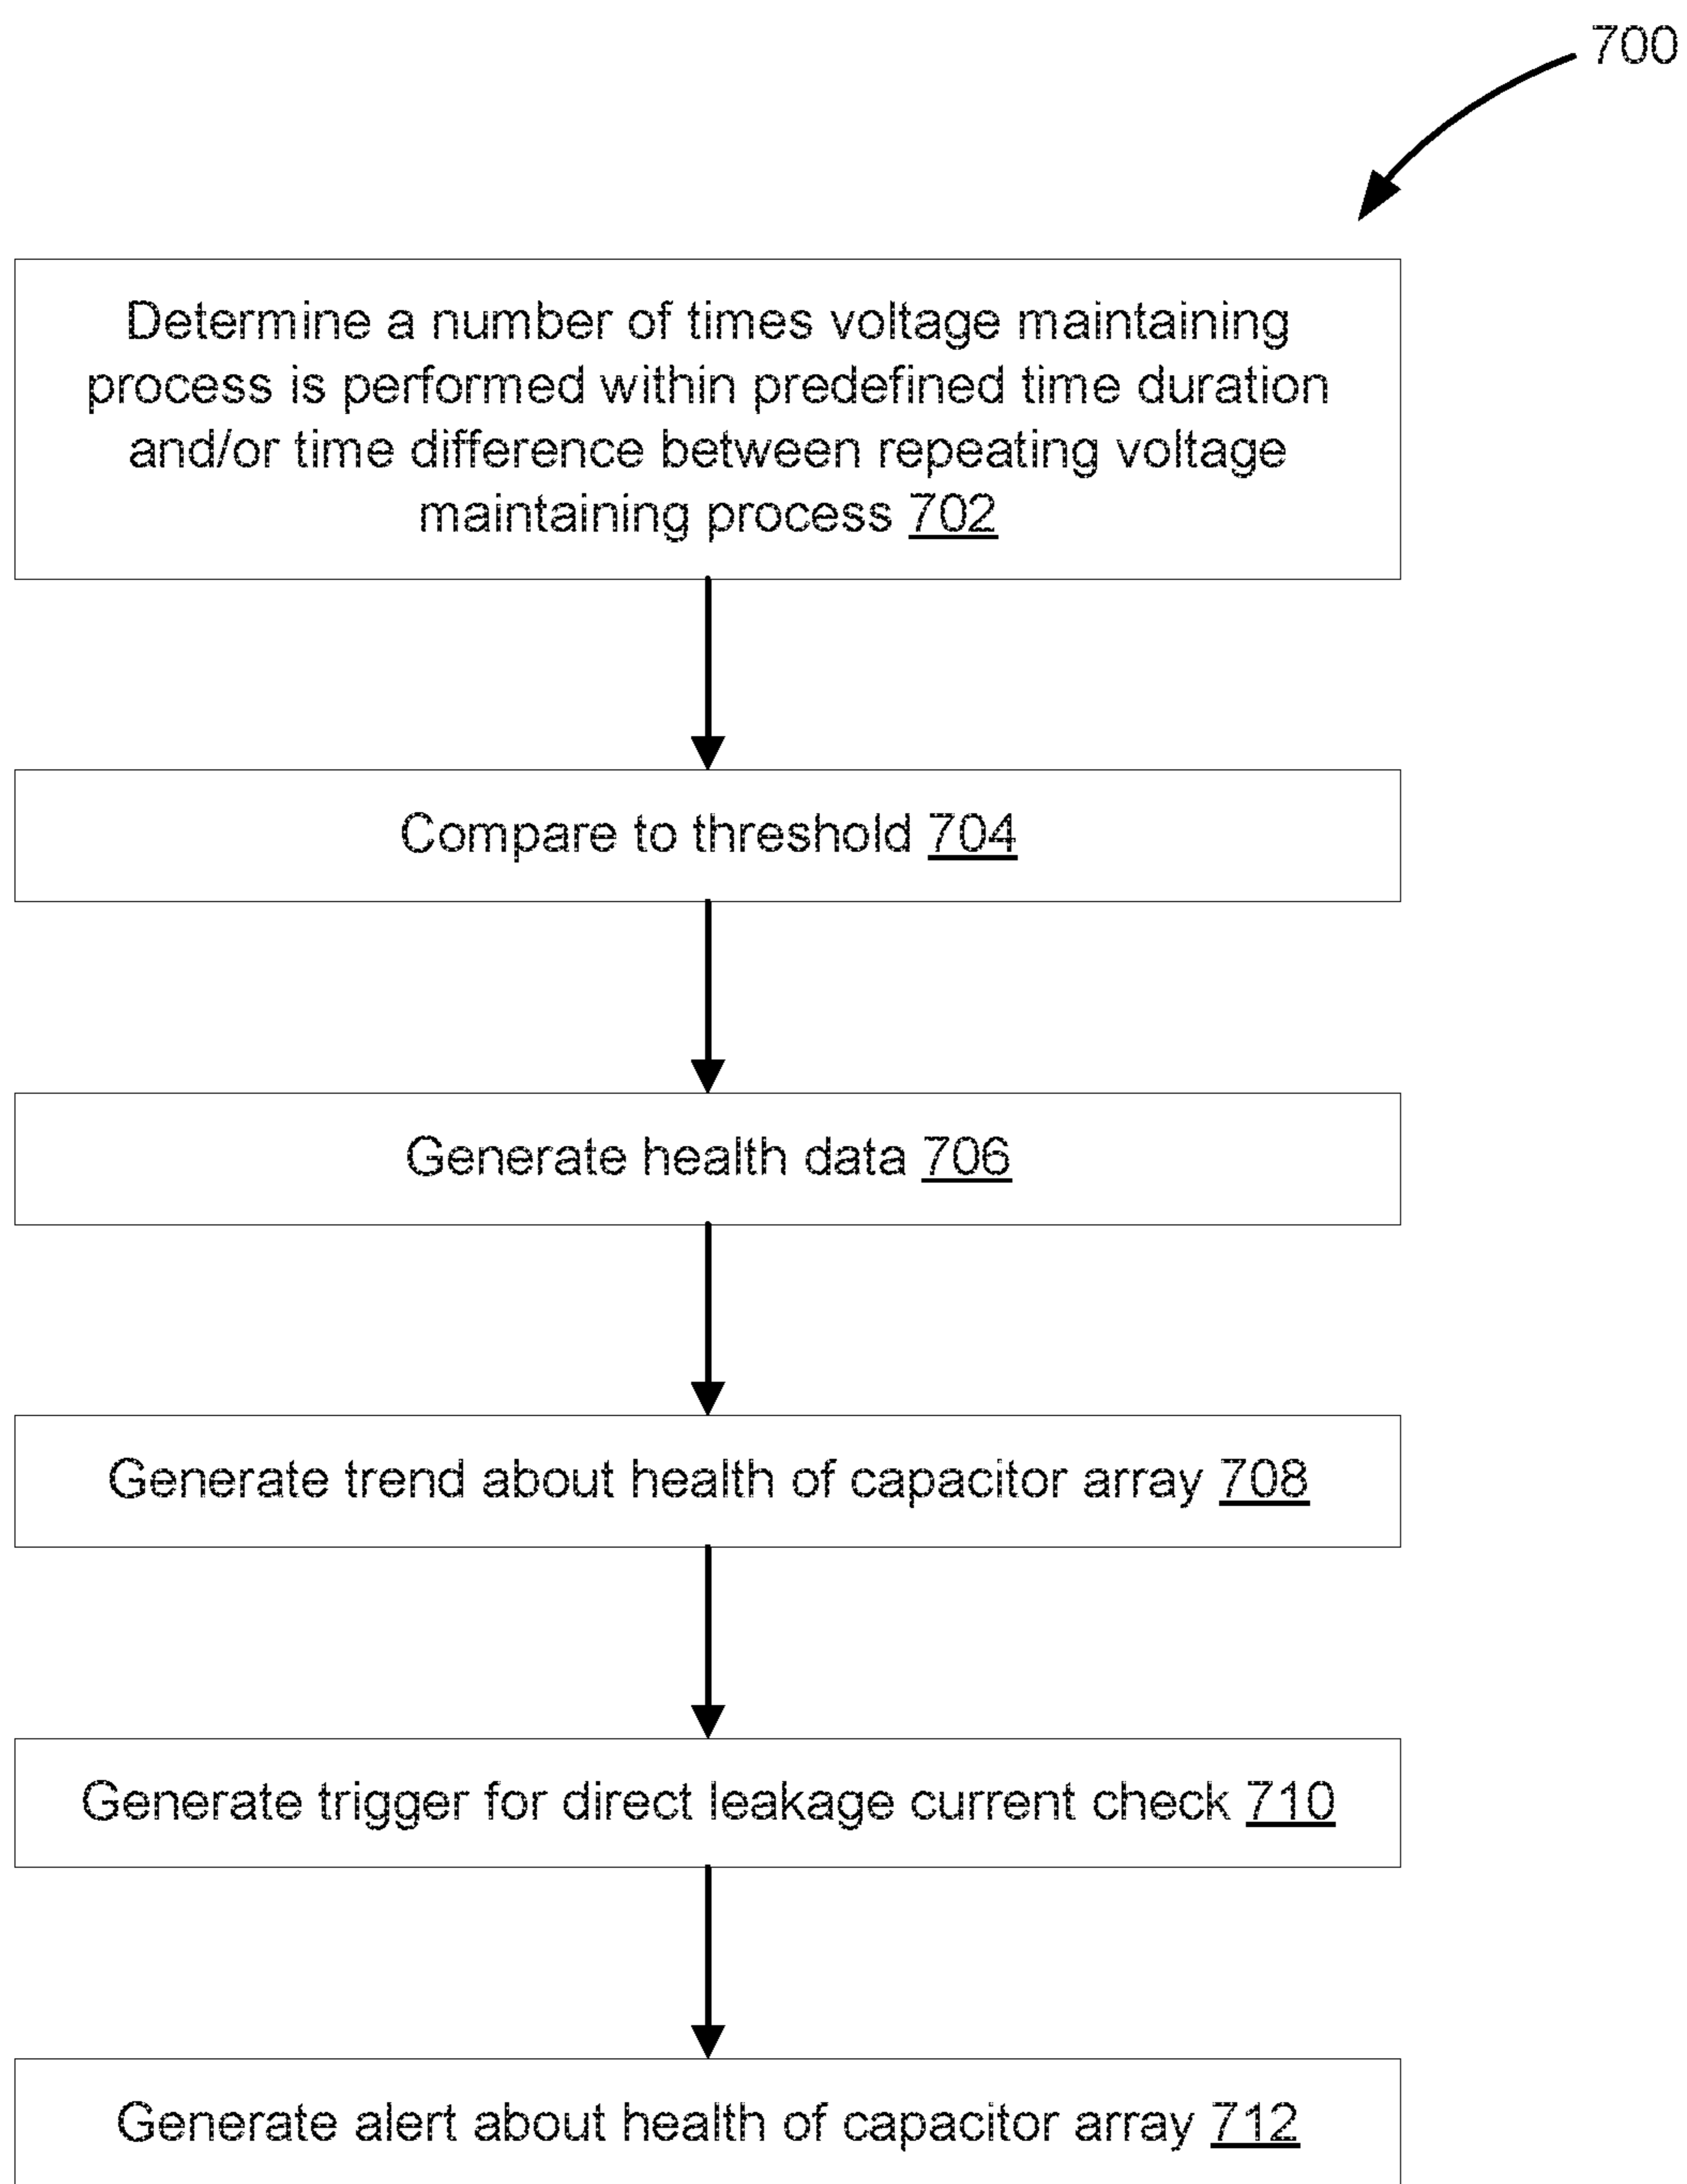 700
Determine a number of times voltage maintaining
process is performed within predefined time duration
and/or time difference between repeating voltage
maintaining process 702
Compare to threshold 704
Generate health data 706
Generate trend about health of capacitor array 708
Generate trigger for direct leakage current check 710
Generate alert about health of capacitor array 712